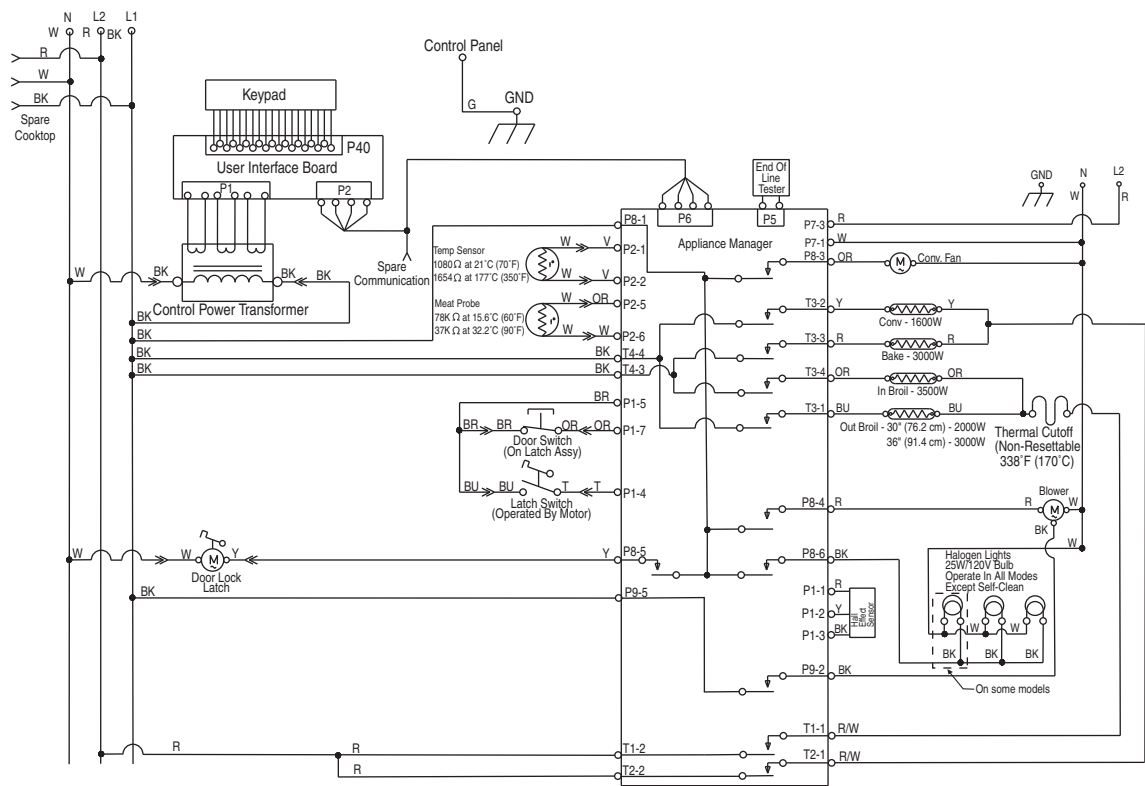 N L2 L1
W R BK
R
W
BK
Spare
Cooktop
Keypad
P40
User Interface Board
P1
P2
Control Panel
G
GND
W BK BK BK
Control Power Transformer
Spare
Communication
BK
BK
BK
BK
Temp Sensor
1080Ω at 21°C (70°F)
1654Ω at 177°C (350°F)
Meat Probe
78K Ω at 15.6°C (60°F)
37K Ω at 32.2°C (90°F)
W V
W V
W OR
W W
BK
BK
P8-1
P2-1
P2-2
P2-5
P2-6
T4-4
T4-3
BR P1-5
BR BR OR OR P1-7
Door Switch
(On Latch Assy)
BU BU T T P1-4
Latch Switch
(Operated By Motor)
W W Y Y P8-5
Door Lock
Latch
M
BK P9-5
R R T1-2
R T2-2
P6
End Of
Line
Tester
P5
Appliance Manager
GND
N
W
L2
R
P7-3 R
P7-1 W
P8-3 OR M Conv. Fan
T3-2 Y Y
Conv - 1600W
T3-3 R R
Bake - 3000W
T3-4 OR OR
In Broil - 3500W
T3-1 BU BU
Out Broil - 30" (76.2 cm) - 2000W
36" (91.4 cm) - 3000W
Thermal Cutoff
(Non-Resettable
338°F (170°C)
P8-4 R R
Blower
M
W
BK
W
P8-6 BK
Halogen Lights
25W/120V Bulb
Operate In All Modes
Except Self-Clean
P1-1 R
P1-2 Y
P1-3 BK
Hall
Effect
Sensor
W W
BK BK BK
P9-2 BK
On some models
T1-1 R/W
T2-1 R/W